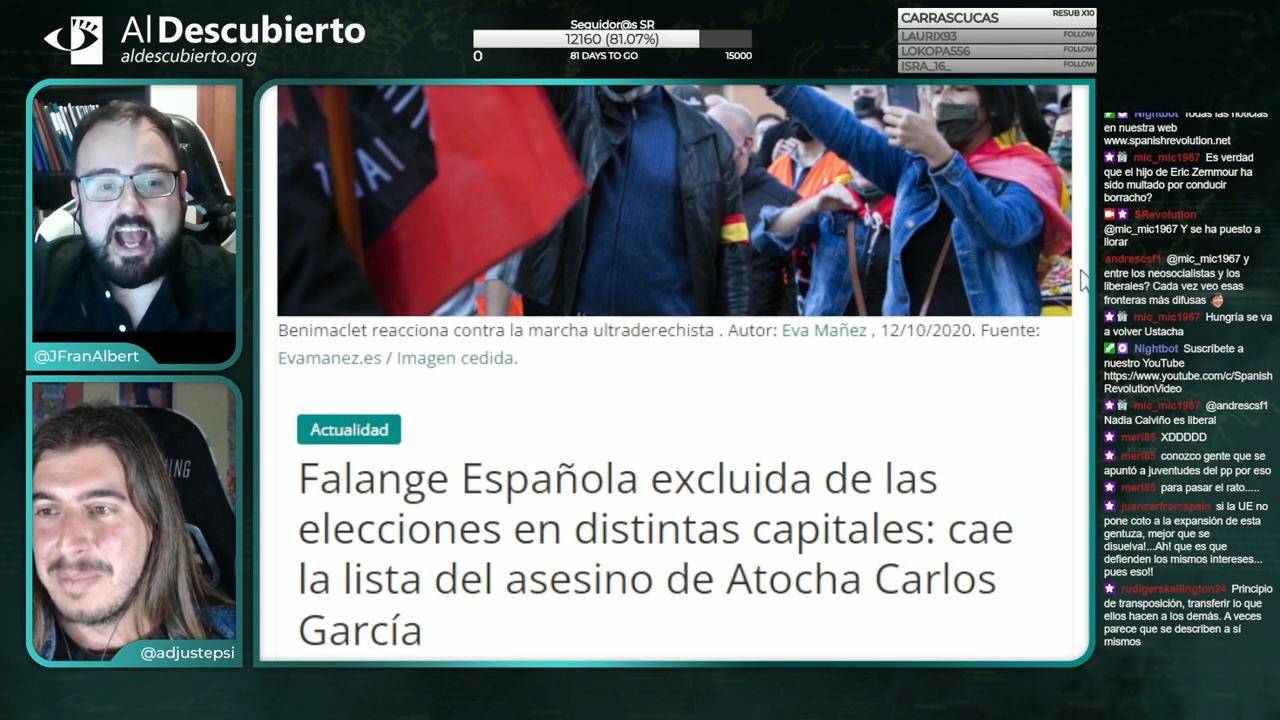 Al Descubierto
aldescubierto.org
Seguidor@s SR
12160 (81.07%)
0
81 DAYS TO GO
15000
CARRASCUCAS
RESUB X10
LAURIX93
FOLLOW
LOKOPA556
FOLLOW
ISRA_16_
FOLLOW
@JFranAlbert
@adjustepsi
Benimaclet reacciona contra la marcha ultraderechista . Autor: Eva Mañez , 12/10/2020. Fuente:
Evamanez.es / Imagen cedida.
Actualidad
Falange Española excluida de las
elecciones en distintas capitales: cae
la lista del asesino de Atocha Carlos
García
Nightbot Todas las noticias
en nuestra web
www.spanishrevolution.net
mic_mic1967 Es verdad
que el hijo de Eric Zemmour ha
sido multado por conducir
borracho?
SRevolution
@mic_mic1967 Y se ha puesto a
llorar
andrescsf1 @mic_mic1967 y
entre los neosocialistas y los
liberales? Cada vez veo esas
fronteras más difusas
mic_mic1967 Hungría se va
a volver Ustacha
Nightbot Suscríbete a
nuestro YouTube
https://www.youtube.com/c/Spanish
RevolutionVideo
mic_mic1967 @andrescsf1
Nadia Calviño es liberal
meri85 XDDDDD
meri85 conozco gente que se
apuntó a juventudes del pp por eso
meri85 para pasar el rato.....
juancarfromspain si la UE no
pone coto a la expansión de esta
gentuza, mejor que se
disuelva!...Ah! que es que
defienden los mismos intereses...
pues eso!!
rudigerskellington24 Principio
de transposición, transferir lo que
ellos hacen a los demás. A veces
parece que se describen a sí
mismos